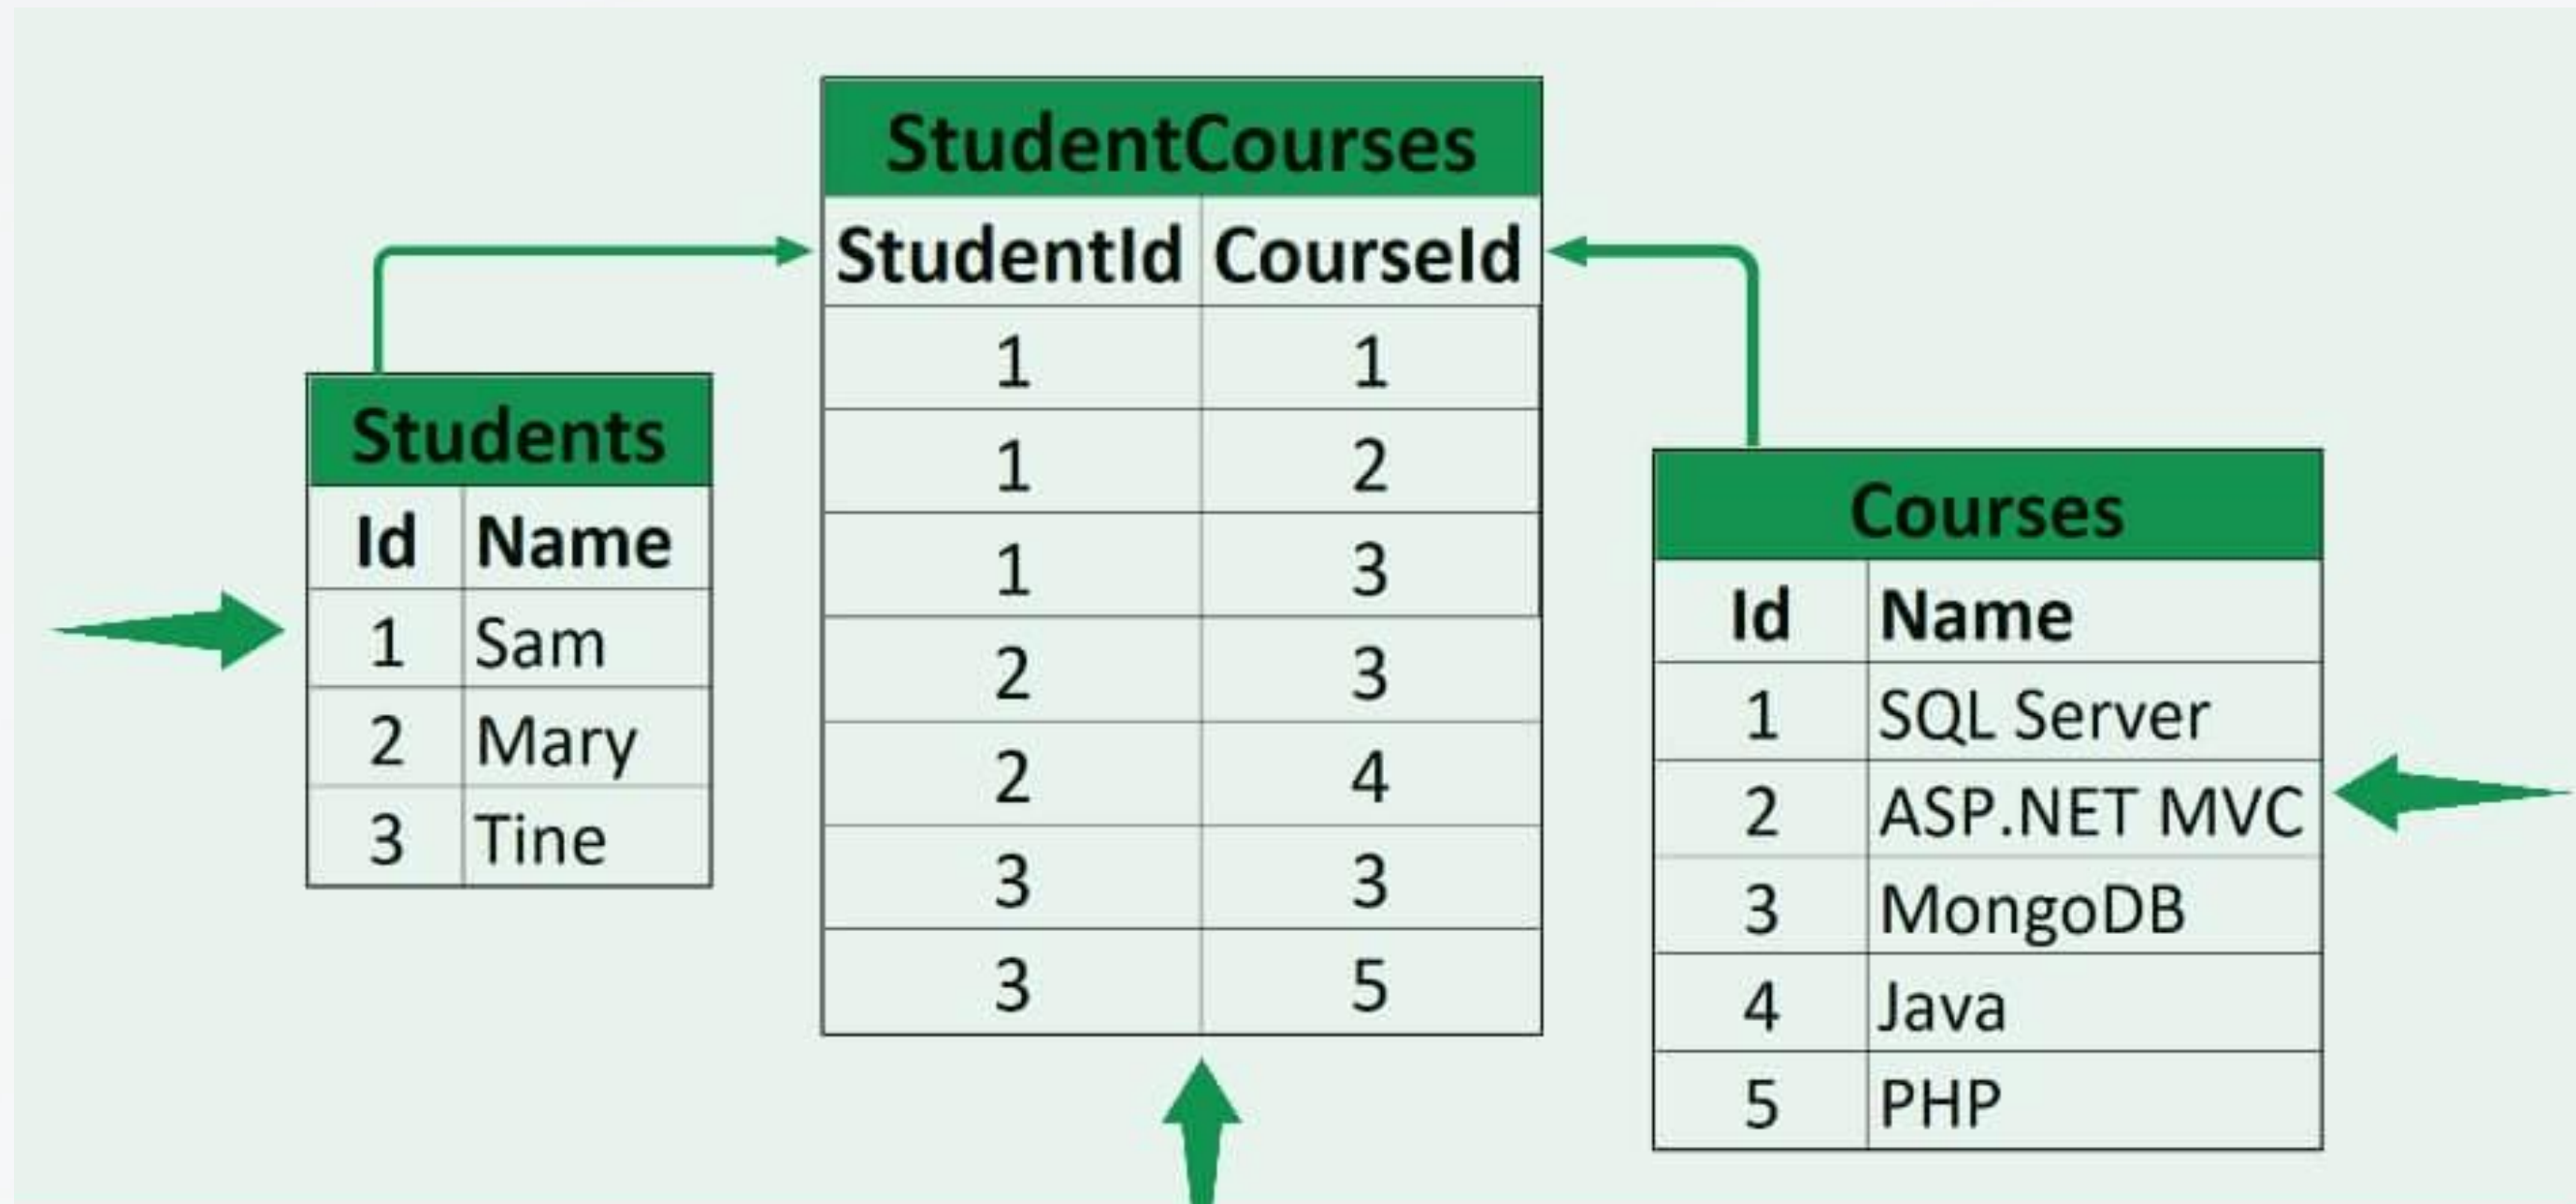 StudentCourses
StudentId CourseId
1 1
1 2
1 3
2 3
2 4
3 3
3 5
Students
Id Name
1 Sam
2 Mary
3 Tine
Courses
Id Name
1 SQL Server
2 ASP.NET MVC
3 MongoDB
4 Java
5 PHP